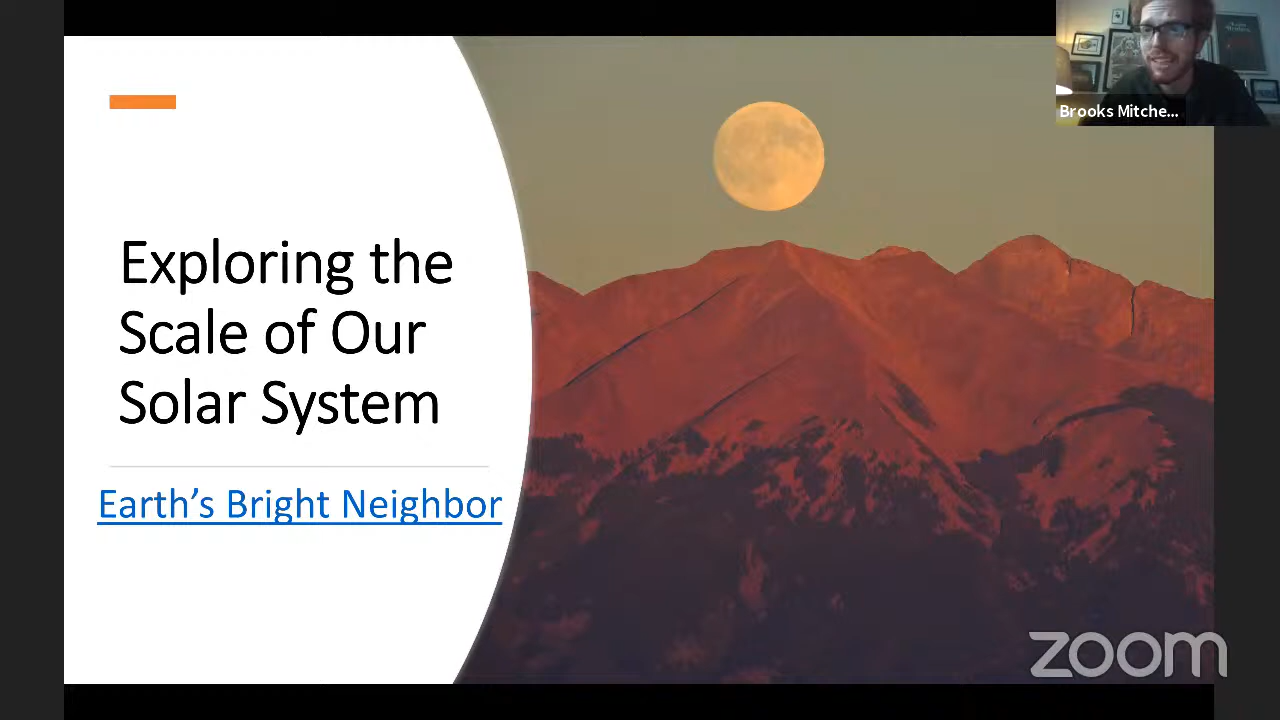 Brooks Mitche...
Exploring the
Scale of Our
Solar System
Earth’s Bright Neighbor
zoom